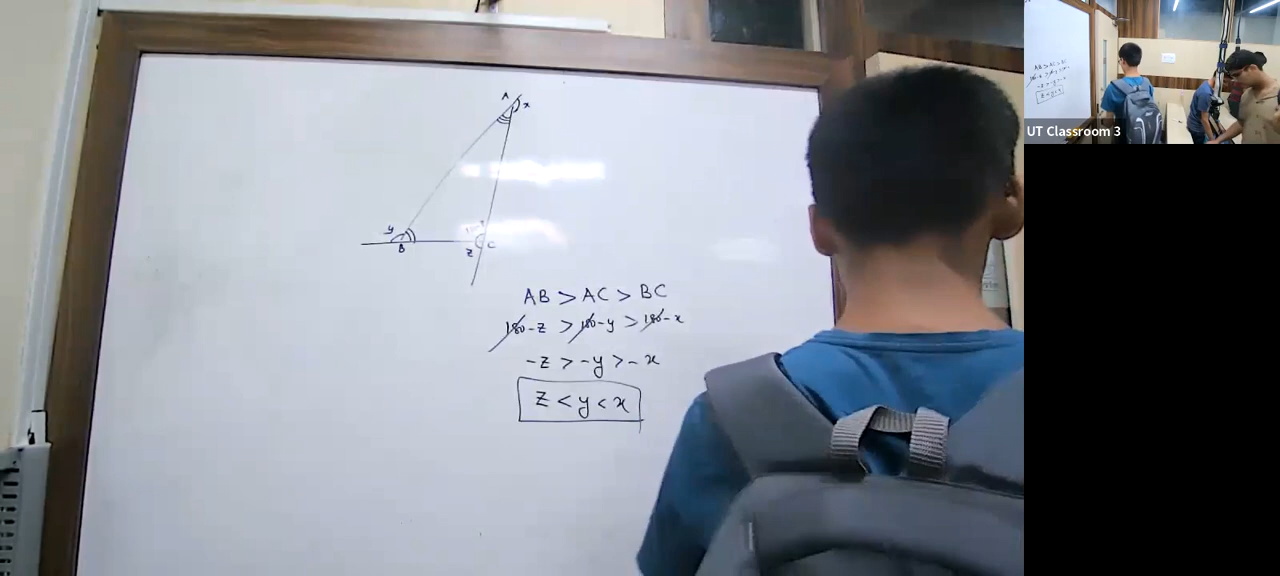 A x
y
B
z C
AB > AC > BC
180-z > 180-y > 180-x
-z > -y > -x
z < y < x
UT Classroom 3